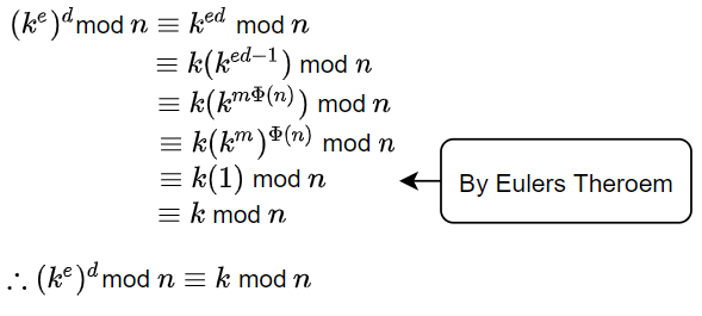 (k^e)^d mod n ≡ k^{ed} mod n
≡ k(k^{ed−1}) mod n
≡ k(k^{mΦ(n)}) mod n
≡ k(k^m)^{Φ(n)} mod n
≡ k(1) mod n
By Eulers Theroem
≡ k mod n
∴ (k^e)^d mod n ≡ k mod n